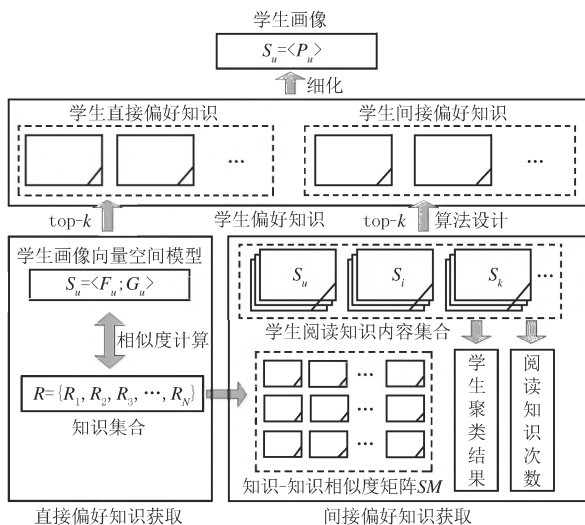 学生画像
S_u=<P_u>
细化
学生直接偏好知识
学生间接偏好知识
…
…
top-k
学生偏好知识
top-k
算法设计
学生画像向量空间模型
S_u=<F_u;G_u>
相似度计算
R={R_1,R_2,R_3,…,R_N}
知识集合
S_u
S_i
S_k
…
学生阅读知识内容集合
…
…
…
知识-知识相似度矩阵SM
学生聚类结果
阅读知识次数
直接偏好知识获取
间接偏好知识获取